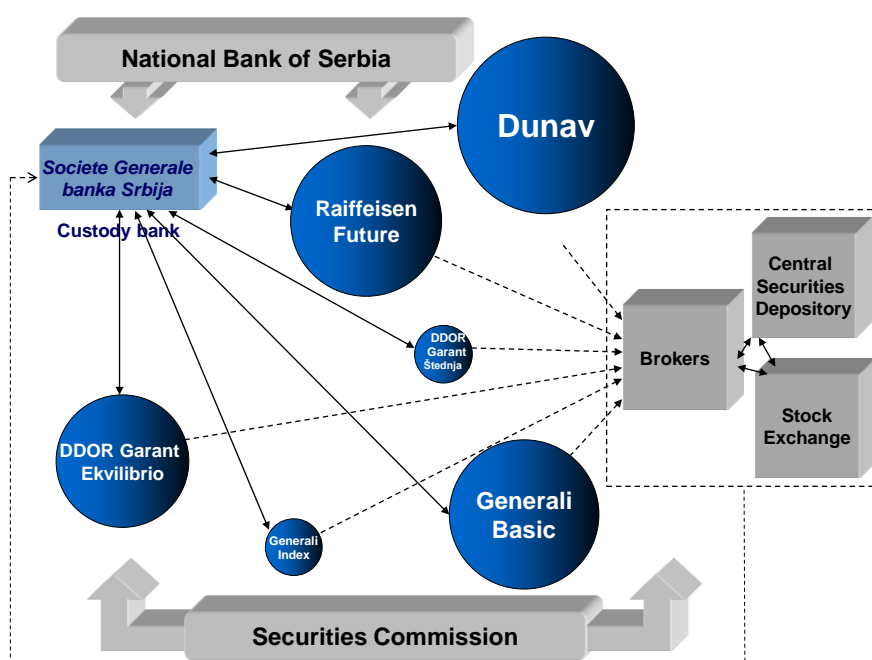 National Bank of Serbia
Dunav
Societe Generale
banka Srbija
Custody bank
Raiffeisen
Future
Central
Securities
Depository
Brokers
DDOR
Garant
Štednja
Stock
Exchange
DDOR Garant
Ekvilibrio
Generali
Basic
Generali
Index
Securities Commission